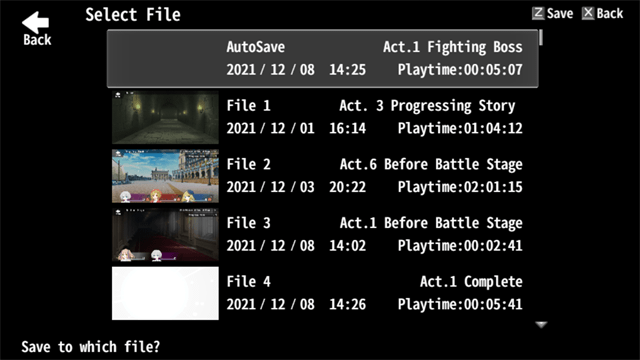 Select File
Z Save X Back
Back
AutoSave Act.1 Fighting Boss
2021/12/08 14:25 Playtime:00:05:07
File 1 Act. 3 Progressing Story
2021/12/01 16:14 Playtime:01:04:12
File 2 Act.6 Before Battle Stage
2021/12/03 20:22 Playtime:02:01:15
File 3 Act.1 Before Battle Stage
2021/12/08 14:02 Playtime:00:02:41
File 4 Act.1 Complete
2021/12/08 14:26 Playtime:00:05:41
Save to which file?